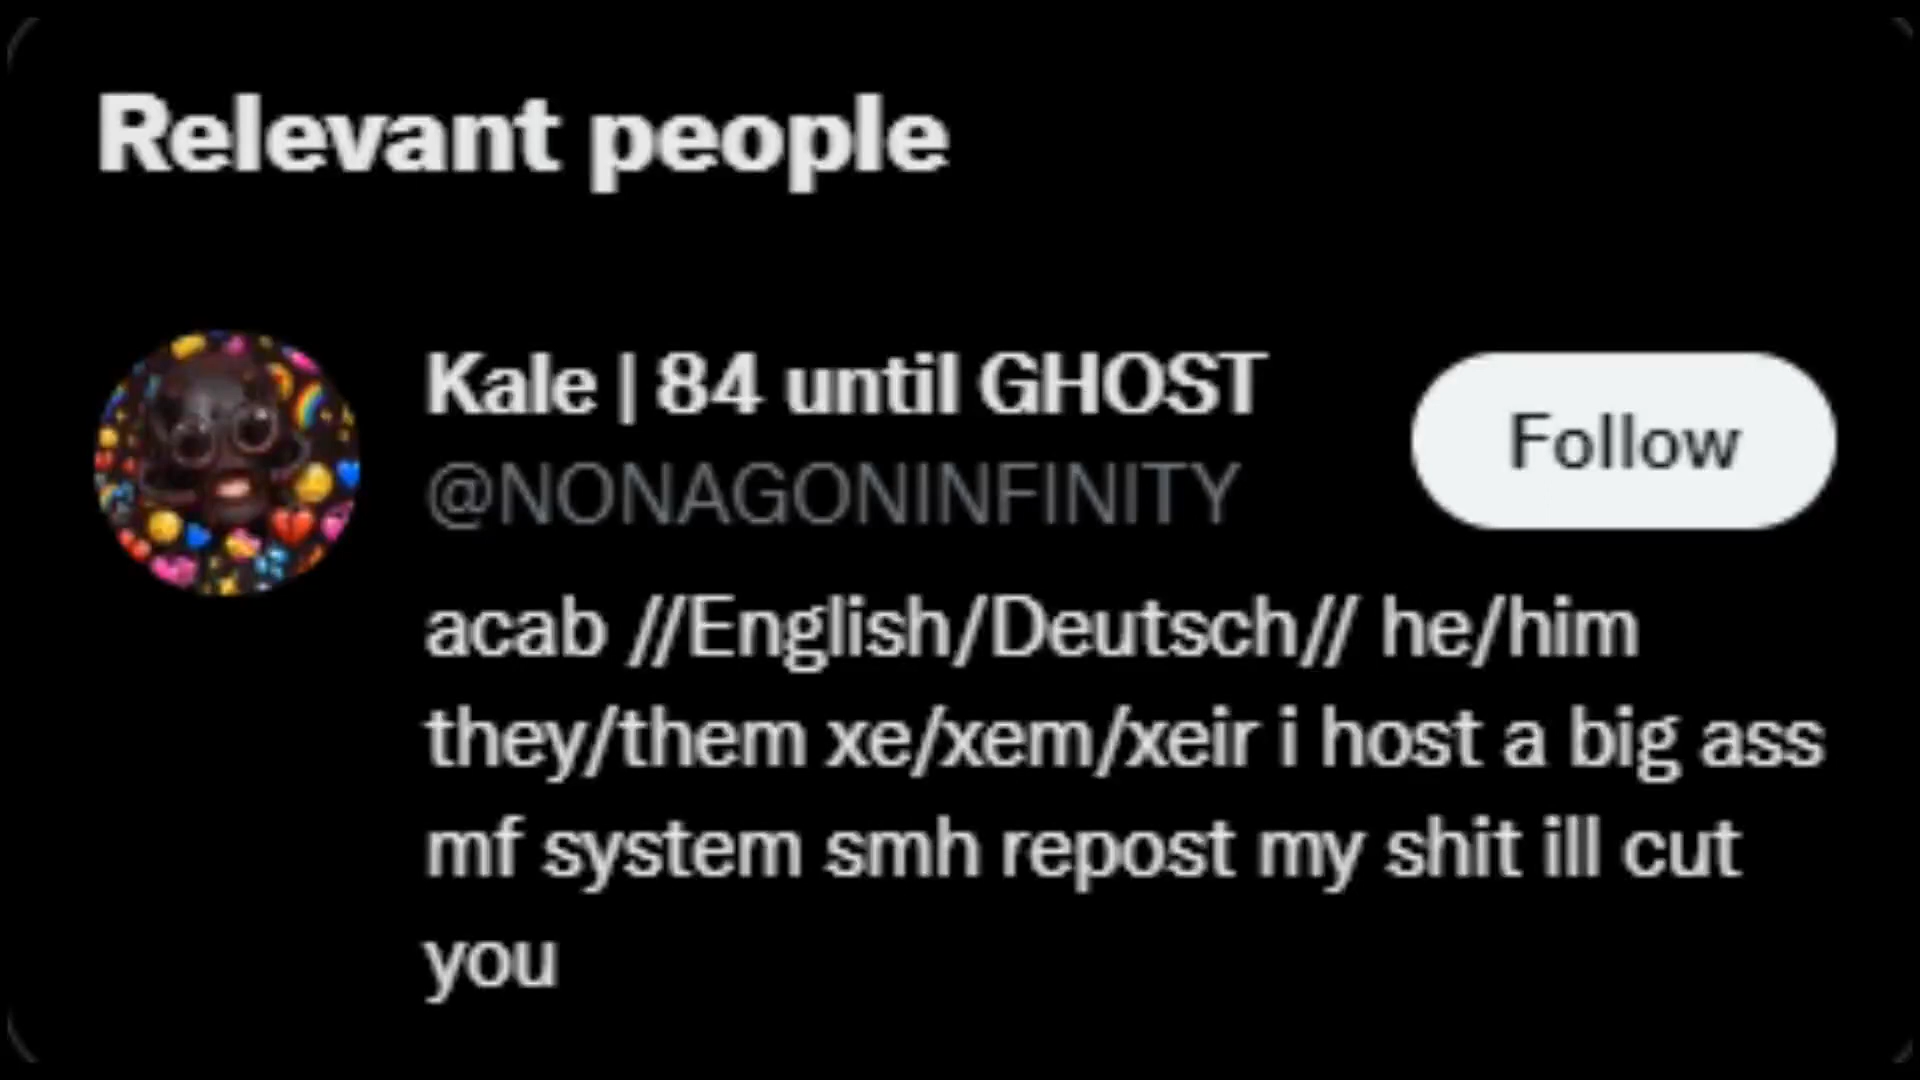 Relevant people
Kale | 84 until GHOST
@NONAGONINFINITY
Follow
acab //English/Deutsch// he/him
they/them xe/xem/xeir i host a big ass
mf system smh repost my shit ill cut
you